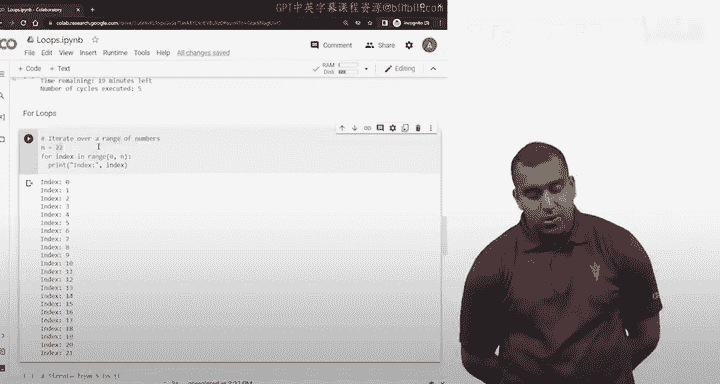 GPT中英字幕课程资源@bilibili.com
Loops.ipynb - Colaboratory
colab.research.google.com
Incognito (2)
CO
Loops.ipynb
Comment
Share
A
File Edit View Insert Runtime Tools Help All changes saved
+ Code + Text
RAM
Disk
Editing
Time remaining: 19 minutes left
Number of cycles executed: 5
For Loops
# Iterate over a range of numbers
n = 22
for index in range(0, n):
print("Index:", index)
Index: 0
Index: 1
Index: 2
Index: 3
Index: 4
Index: 5
Index: 6
Index: 7
Index: 8
Index: 9
Index: 10
Index: 11
Index: 12
Index: 13
Index: 14
Index: 15
Index: 16
Index: 17
Index: 18
Index: 19
Index: 20
Index: 21